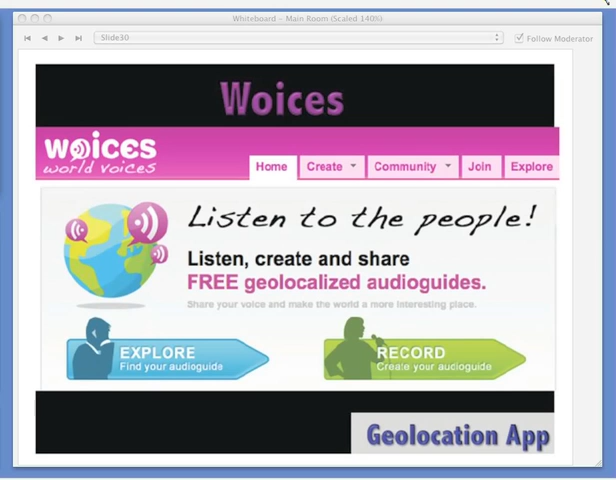 Whiteboard – Main Room (Scaled 140%)
Slide30
Follow Moderator
Woices
woices
world voices
Home Create Community Join Explore
Listen to the people!
Listen, create and share
FREE geolocalized audioguides.
Share your voice and make the world a more interesting place.
EXPLORE
Find your audioguide
RECORD
Create your audioguide
Geolocation App